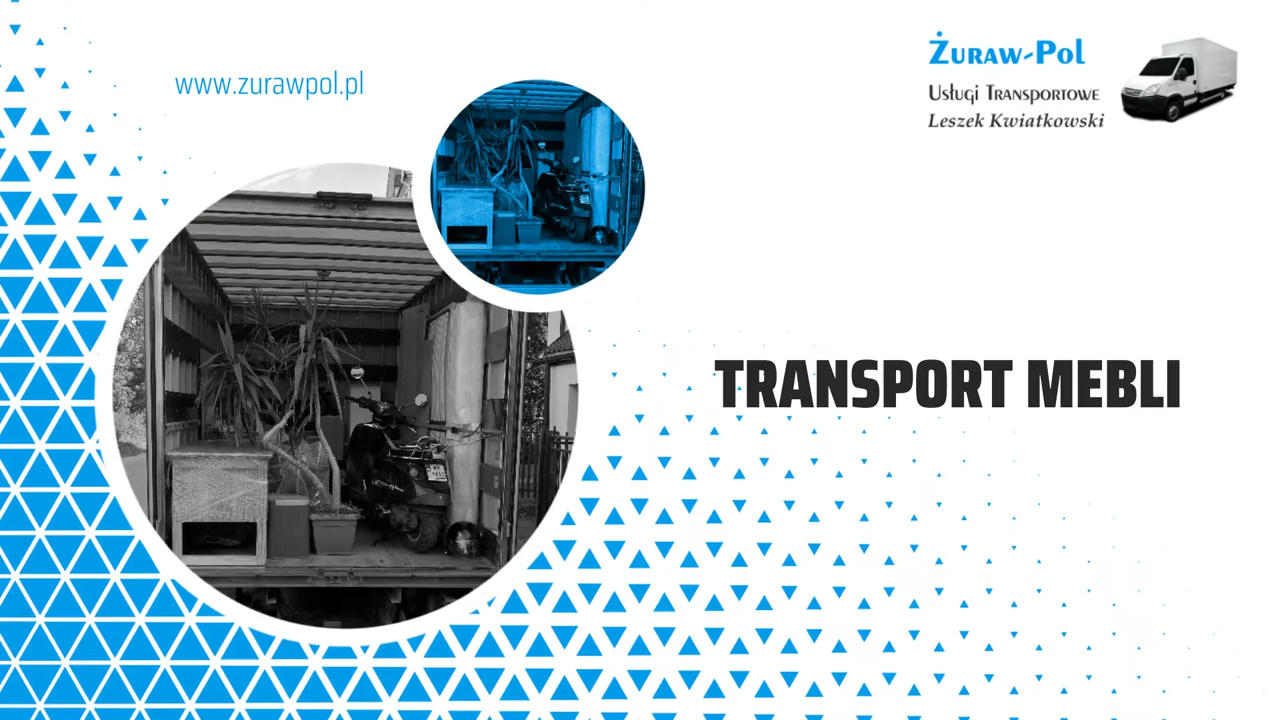 www.zurawpol.pl
Żuraw-Pol
Usługi Transportowe
Leszek Kwiatkowski
TRANSPORT MEBLI